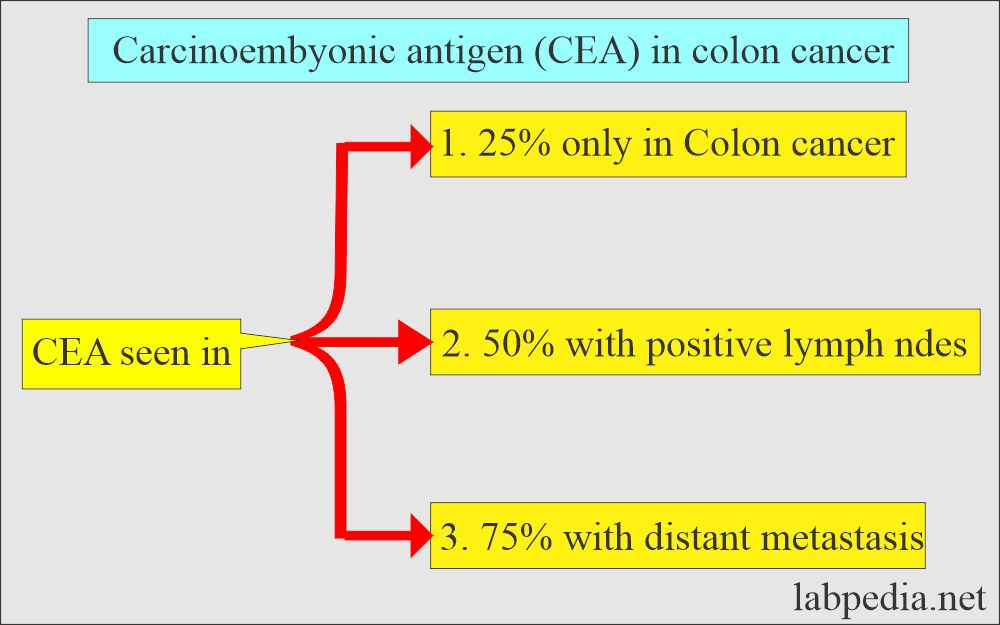 Carcinoembyonic antigen (CEA) in colon cancer
1. 25% only in Colon cancer
CEA seen in
2. 50% with positive lymph ndes
3. 75% with distant metastasis
labpedia.net